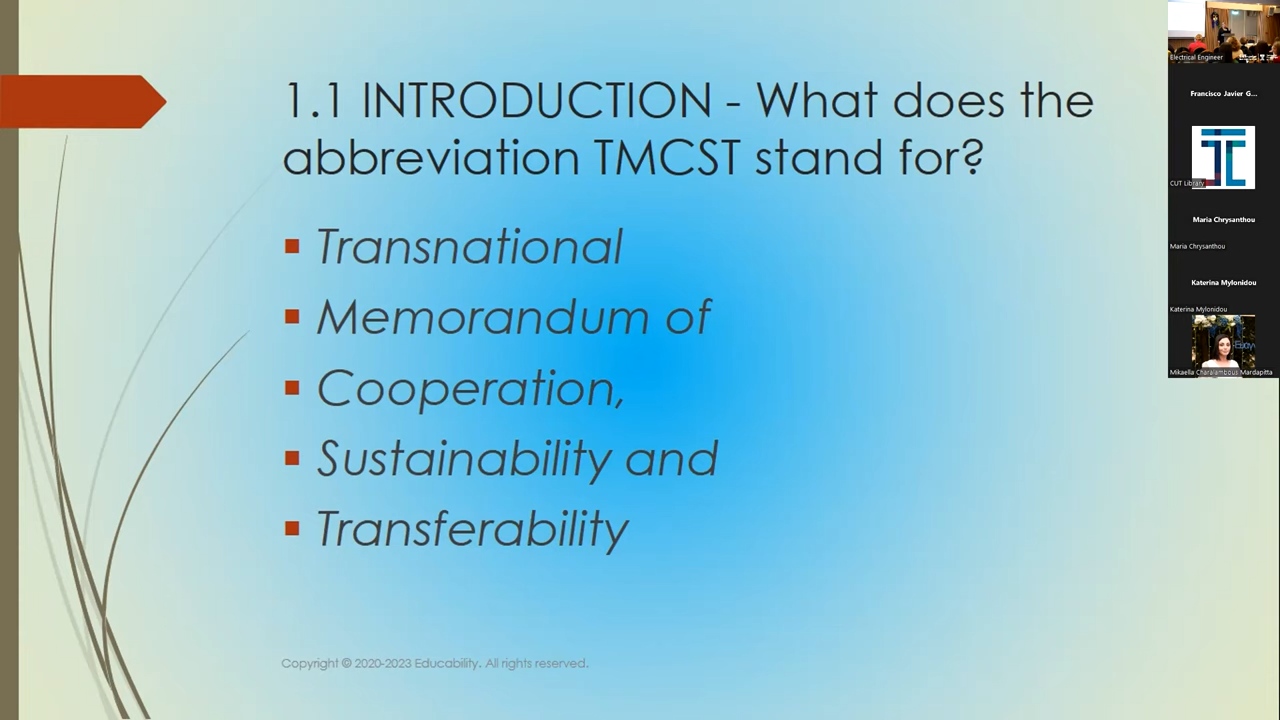 1.1 INTRODUCTION - What does the
abbreviation TMCST stand for?
Transnational
Memorandum of
Cooperation,
Sustainability and
Transferability
Copyright © 2020-2023 Educability. All rights reserved.
Electrical Engineer
Francisco Javier G...
CUT Library
Maria Chrysanthou
Maria Chrysanthou
Katerina Mylonidou
Katerina Mylonidou
Mikaella Charalambous Mardapitta